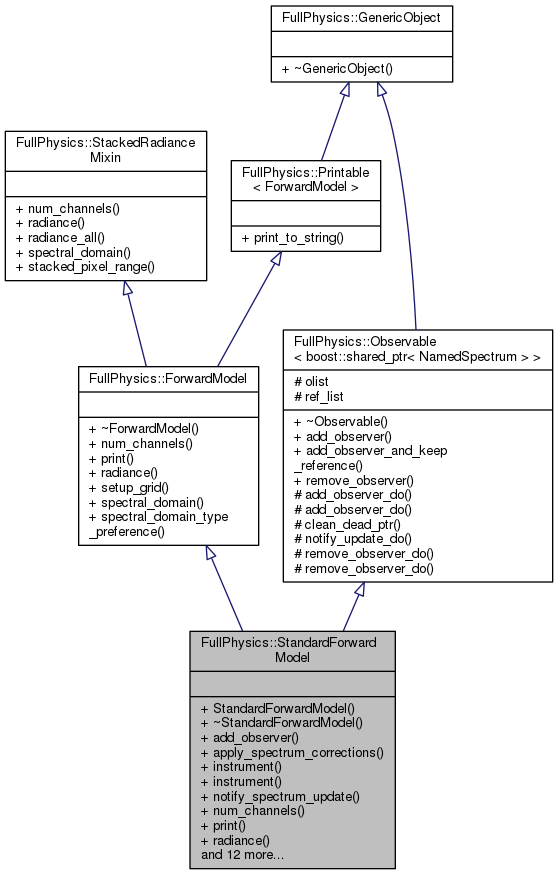 FullPhysics::GenericObject
+ ~GenericObject()
FullPhysics::StackedRadiance
Mixin
+ num_channels()
+ radiance()
+ radiance_all()
+ spectral_domain()
+ stacked_pixel_range()
FullPhysics::Printable
< ForwardModel >
+ print_to_string()
FullPhysics::ForwardModel
+ ~ForwardModel()
+ num_channels()
+ print()
+ radiance()
+ setup_grid()
+ spectral_domain()
+ spectral_domain_type
_preference()
FullPhysics::Observable
< boost::shared_ptr< NamedSpectrum > >
# olist
# ref_list
+ ~Observable()
+ add_observer()
+ add_observer_and_keep
_reference()
+ remove_observer()
# add_observer_do()
# add_observer_do()
# clean_dead_ptr()
# notify_update_do()
# remove_observer_do()
# remove_observer_do()
FullPhysics::StandardForward
Model
+ StandardForwardModel()
+ ~StandardForwardModel()
+ add_observer()
+ apply_spectrum_corrections()
+ instrument()
+ instrument()
+ notify_spectrum_update()
+ num_channels()
+ print()
+ radiance()
and 12 more...